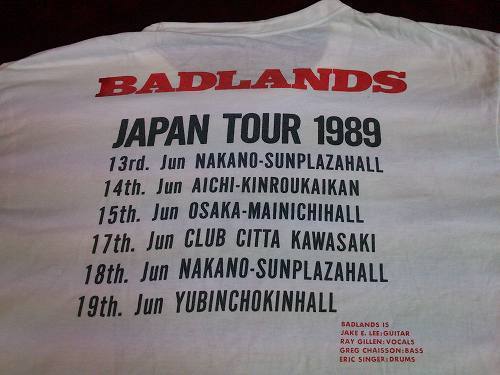 BADLANDS
JAPAN TOUR 1989
13rd. Jun NAKANO-SUNPLAZAHALL
14th. Jun AICHI-KINROUKAIKAN
15th. Jun OSAKA-MAINICHIHALL
17th. Jun CLUB CITTA KAWASAKI
18th. Jun NAKANO-SUNPLAZAHALL
19th. Jun YUBINCHOKINHALL
BADLANDS IS
JAKE E. LEE:GUITAR
RAY GILLEN:VOCALS
GREG CHAISSON:BASS
ERIC SINGER:DRUMS